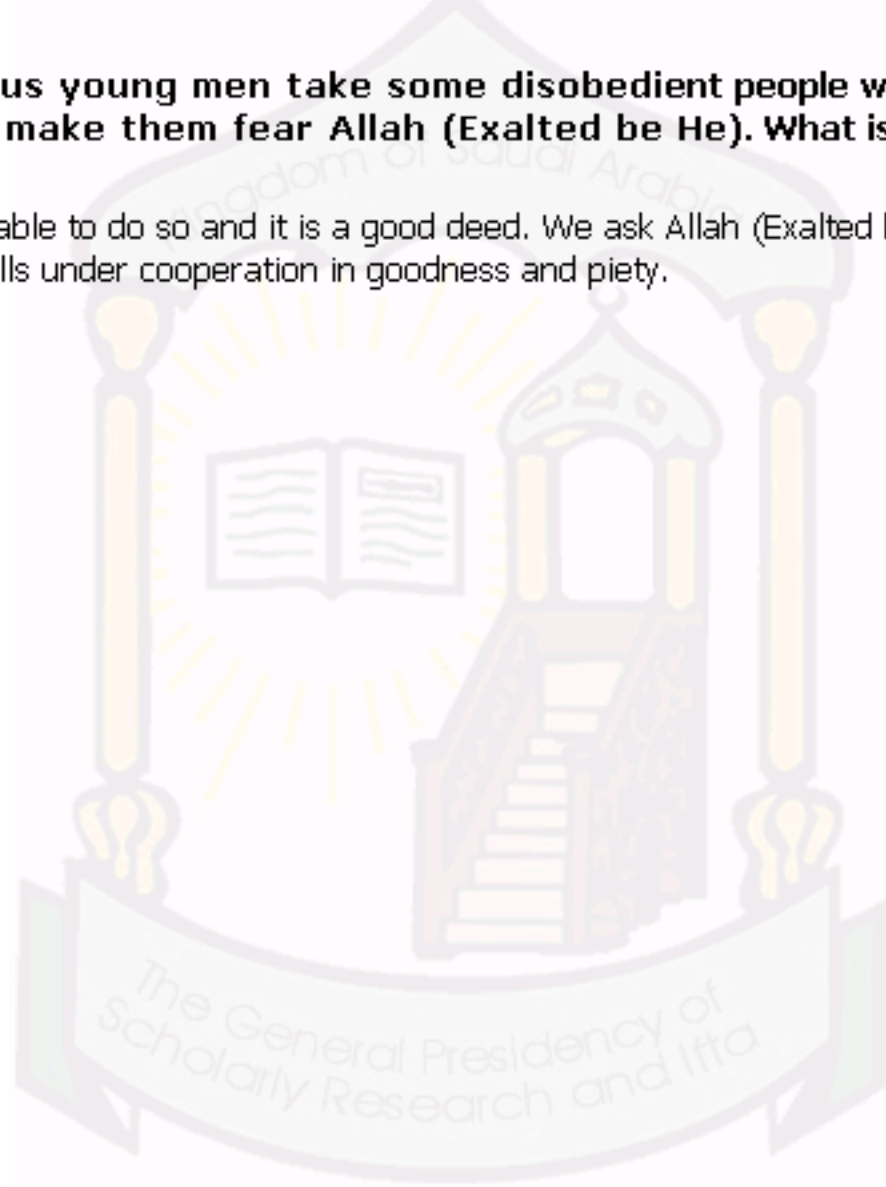 us young men take some disobedient people
make them fear Allah (Exalted be He). What is
able to do so and it is a good deed. We ask Allah (Exalted
lls under cooperation in goodness and piety.
Kingdom of Saudi Arabia
The General Presidency of
Scholarly Research and Ifta